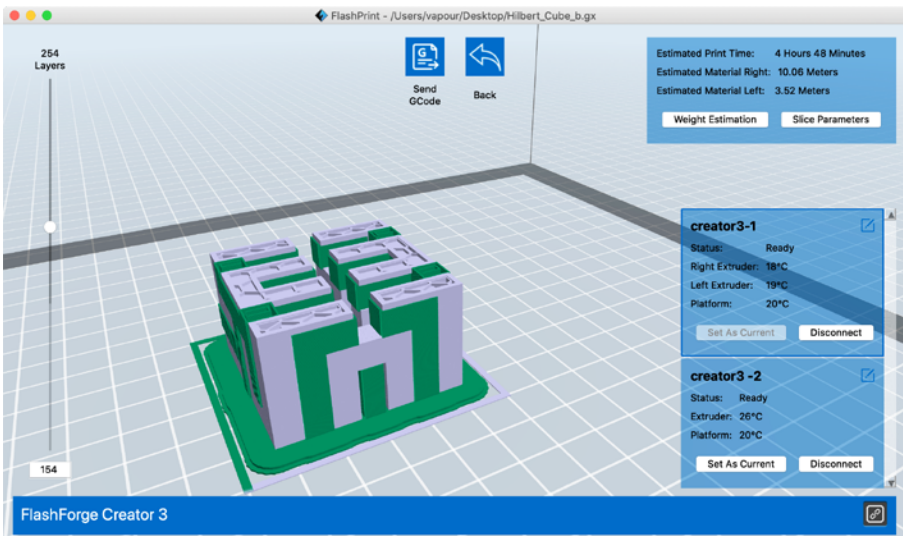 FlashPrint - /Users/vapour/Desktop/Hilbert_Cube_b.gx
254
Layers
Send
GCode
Back
Estimated Print Time: 4 Hours 48 Minutes
Estimated Material Right: 10.06 Meters
Estimated Material Left: 3.52 Meters
Weight Estimation Slice Parameters
creator3-1
Status: Ready
Right Extruder: 18°C
Left Extruder: 19°C
Platform: 20°C
Set As Current Disconnect
creator3 -2
Status: Ready
Extruder: 26°C
Platform: 20°C
Set As Current Disconnect
154
FlashForge Creator 3